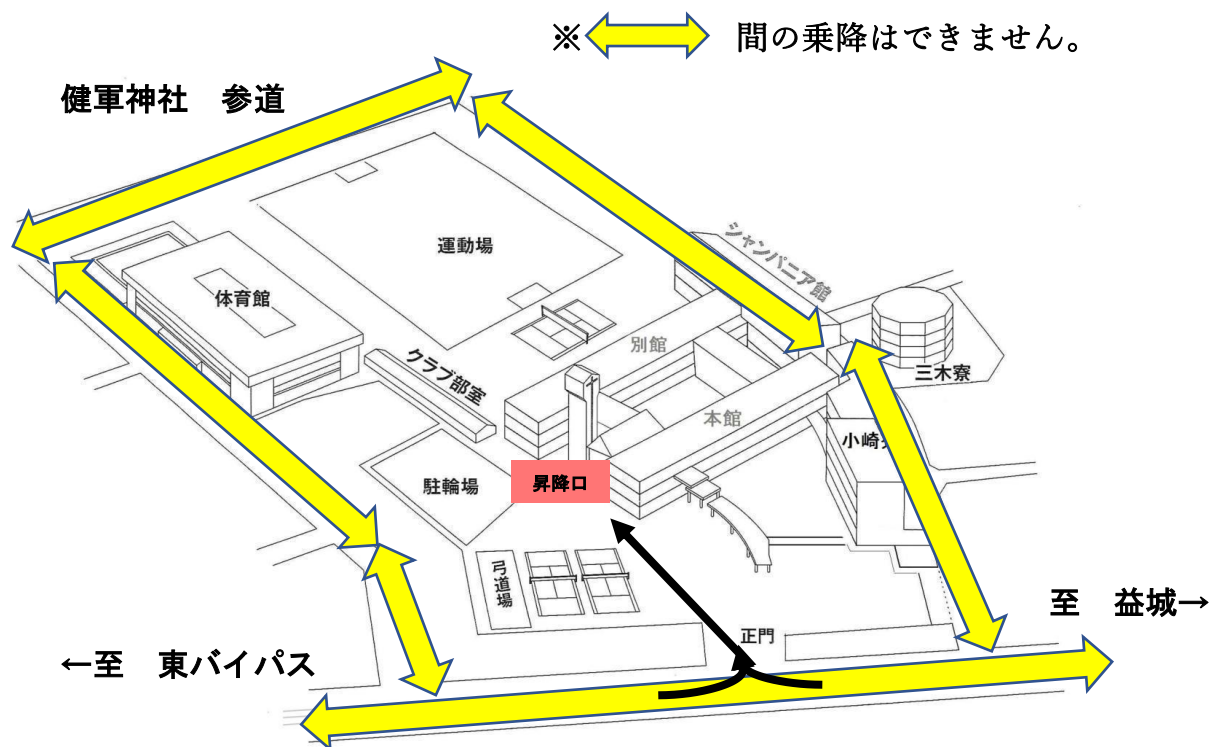 ※ 間の乗降はできません。
健軍神社 参道
シャンパニア館
運動場
体育館
別館
三木寮
クラブ部室
本館
小崎
昇降口
駐輪場
弓道場
至 益城→
正門
←至 東バイパス